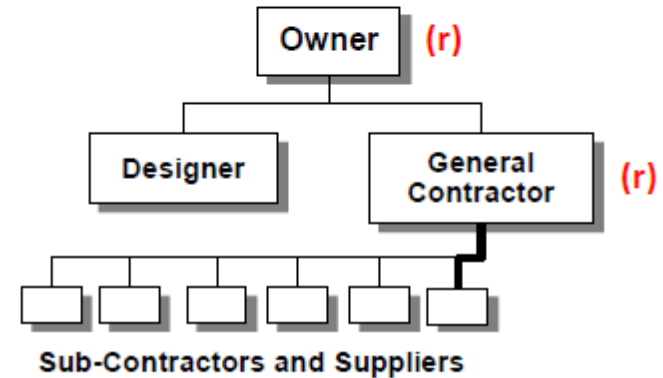 Owner (r)
Designer
General
Contractor (r)
Sub-Contractors and Suppliers